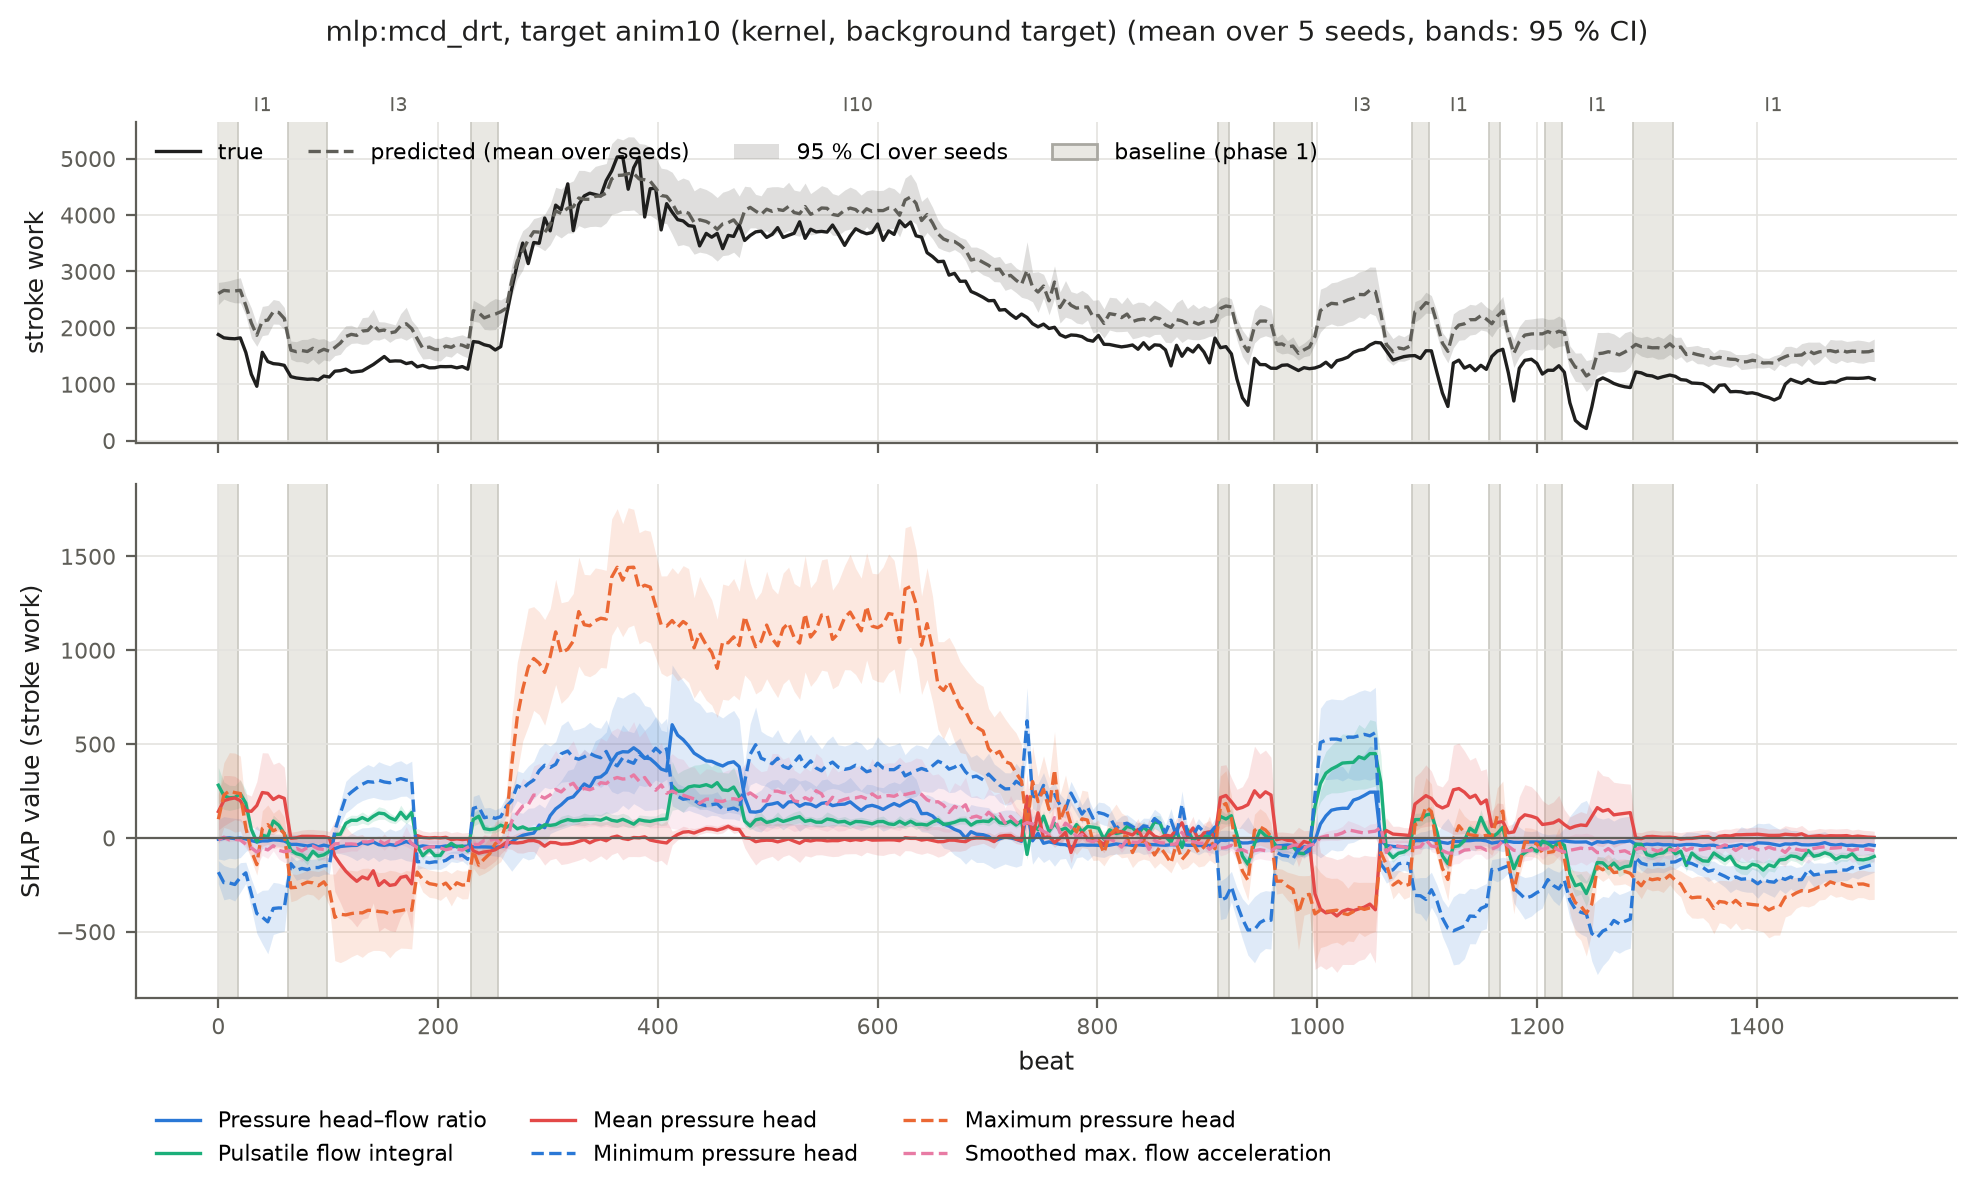 mlp:mcd_drt, target anim10 (kernel, background target) (mean over 5 seeds, bands: 95 % CI)
I1 I3 I10 I3 I1 I1 I1
true predicted (mean over seeds) 95 % CI over seeds baseline (phase 1)
stroke work
5000
4000
3000
2000
1000
0
SHAP value (stroke work)
1500
1000
500
0
−500
0 200 400 600 800 1000 1200 1400
beat
Pressure head–flow ratio Mean pressure head Maximum pressure head
Pulsatile flow integral Minimum pressure head Smoothed max. flow acceleration